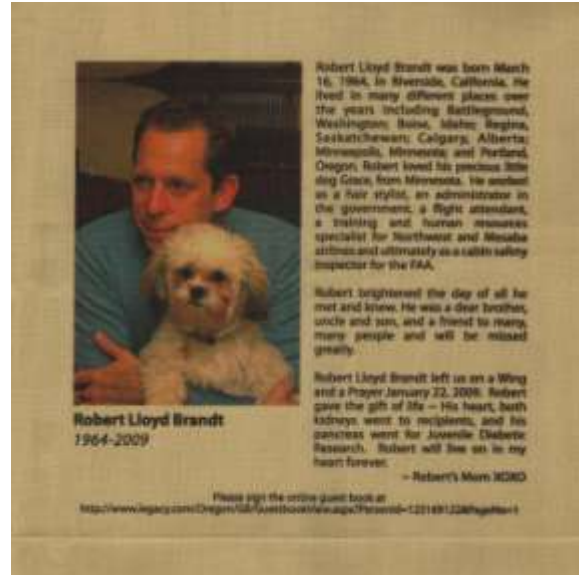 Robert Lloyd Brandt was born March
16, 1964, in Riverside, California. He
lived in many different places over
the years including Battleground,
Washington; Boise, Idaho; Regina,
Saskatchewan; Calgary, Alberta;
Minneapolis, Minnesota; and Portland,
Oregon. Robert loved his precious little
dog Grace, from Minnesota. He worked
as a hair stylist, an administrator in
the government, a flight attendant,
a training and human resources
specialist for Northwest and Mesaba
airlines and ultimately as a cabin safety
inspector for the FAA.
Robert brightened the day of all he
met and knew. He was a dear brother,
uncle and son, and a friend to many,
many people and will be missed
greatly.
Robert Lloyd Brandt left us on a Wing
and a Prayer January 22, 2009. Robert
gave the gift of life – His heart, both
kidneys went to recipients, and his
pancreas went for Juvenile Diabetic
Research. Robert will live on in my
heart forever.
– Robert's Mom XOXO
Robert Lloyd Brandt
1964-2009
Please sign the online guest book at